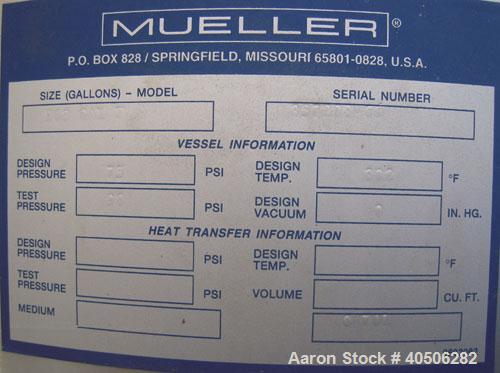 MUELLER®
P.O. BOX 828 / SPRINGFIELD, MISSOURI 65801-0828, U.S.A.
SIZE (GALLONS) - MODEL SERIAL NUMBER
VESSEL INFORMATION
DESIGN PRESSURE 75 PSI DESIGN TEMP. °F
TEST PRESSURE PSI DESIGN VACUUM IN. HG.
HEAT TRANSFER INFORMATION
DESIGN PRESSURE PSI DESIGN TEMP. °F
TEST PRESSURE PSI VOLUME CU. FT.
MEDIUM
Aaron Stock # 40506282